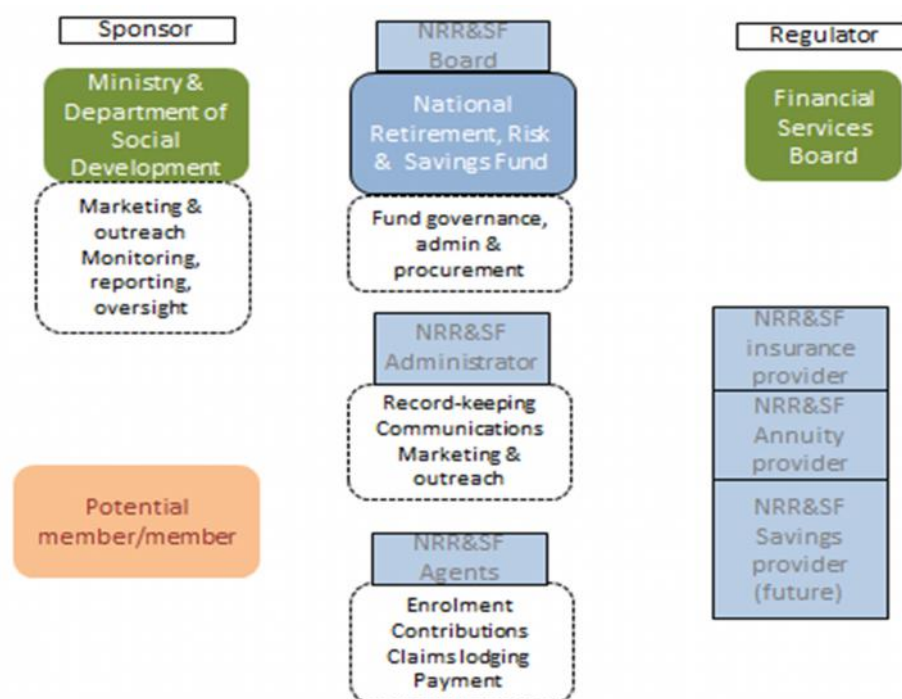 Sponsor
Ministry &
Department of
Social
Development
Marketing &
outreach
Monitoring,
reporting,
oversight
Potential
member/member
NRR&SF
Board
National
Retirement, Risk
& Savings Fund
Fund governance,
admin &
procurement
NRR&SF
Administrator
Record-keeping
Communications
Marketing &
outreach
NRR&SF
Agents
Enrolment
Contributions
Claims lodging
Payment
Regulator
Financial
Services
Board
NRR&SF
insurance
provider
NRR&SF
Annuity
provider
NRR&SF
Savings
provider
(future)